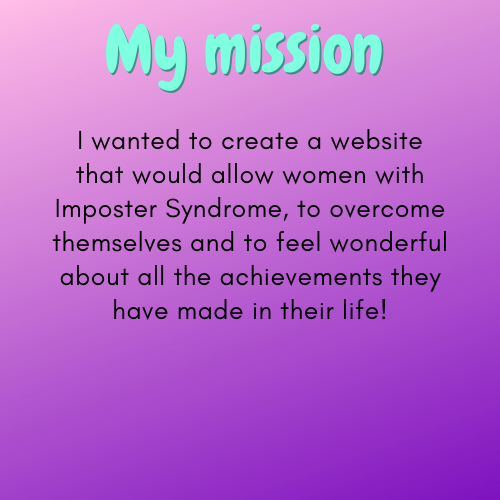 My mission
I wanted to create a website
that would allow women with
Imposter Syndrome, to overcome
themselves and to feel wonderful
about all the achievements they
have made in their life!